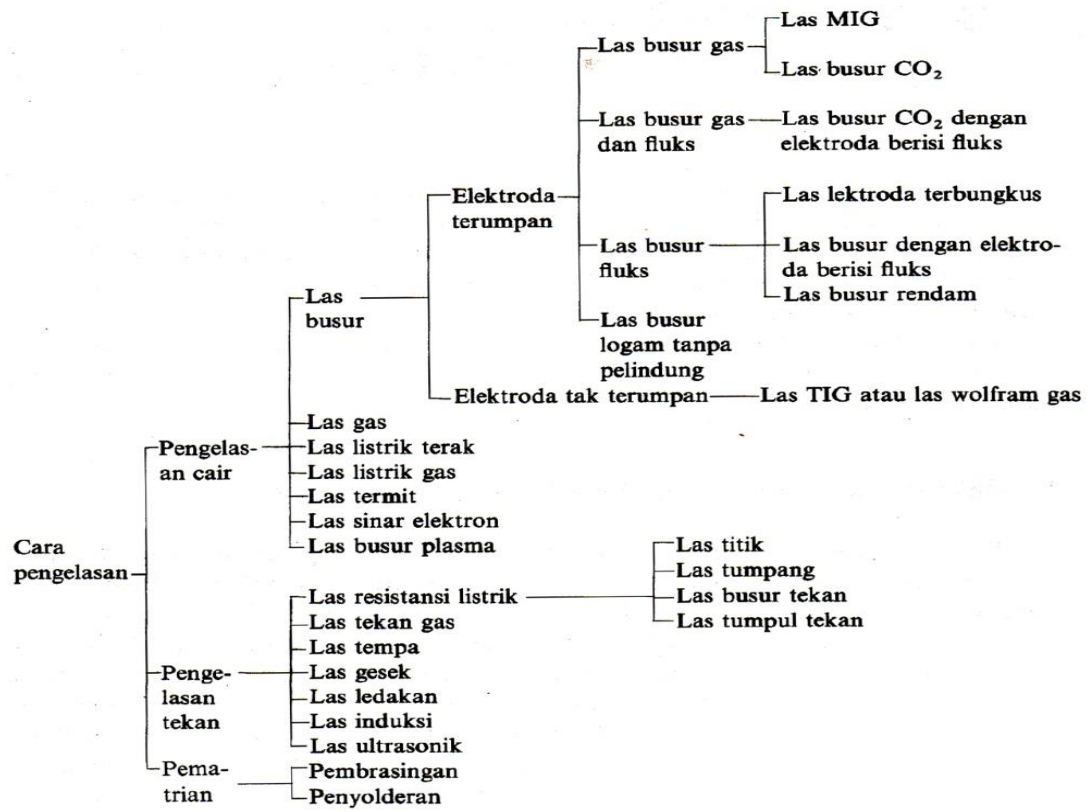 Las MIG
Las busur gas
Las busur CO₂
Las busur gas
dan fluks
Las busur CO₂ dengan
elektroda berisi fluks
Elektroda
terumpan
Las lektroda terbungkus
Las busur
fluks
Las busur dengan elektro-
da berisi fluks
Las busur rendam
Las
busur
Las busur
logam tanpa
pelindung
Elektroda tak terumpan
Las TIG atau las wolfram gas
Pengelas-
an cair
Las gas
Las listrik terak
Las listrik gas
Las termit
Las sinar elektron
Las busur plasma
Cara
pengelasan
Las titik
Las tumpang
Las busur tekan
Las tumpul tekan
Las resistansi listrik
Las tekan gas
Las tempa
Las gesek
Las ledakan
Las induksi
Las ultrasonik
Penge-
lasan
tekan
Pema-
trian
Pembrasingan
Penyolderan